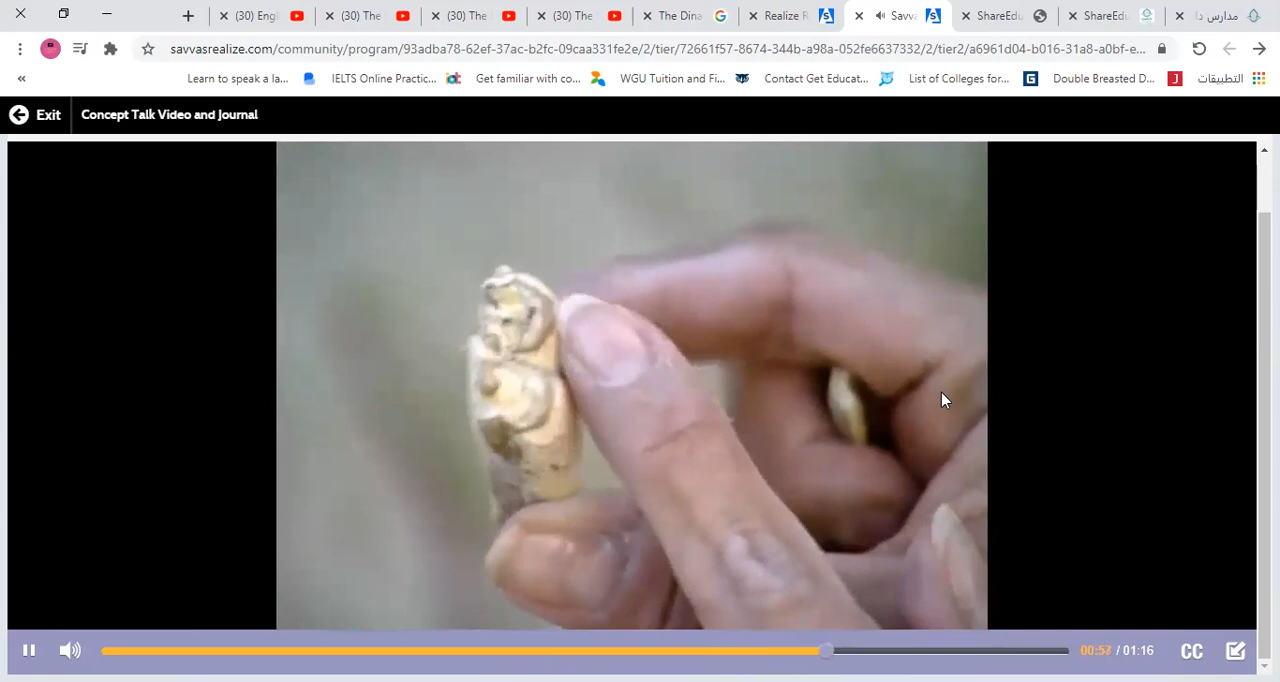 (30) Engl
(30) The
(30) The
(30) The
The Dina
Realize R
Savva
ShareEdu
ShareEdu
مدارس دا
savvasrealize.com/community/program/93adba78-62ef-37ac-b2fc-09caa331fe2e/2/tier/72661f57-8674-344b-a98a-052fe6637332/2/tier2/a6961d04-b016-31a8-a0bf-e...
« Learn to speak a la... IELTS Online Practic... Get familiar with co... WGU Tuition and Fi... Contact Get Educat... List of Colleges for... Double Breasted D... التطبيقات
Exit Concept Talk Video and Journal
00:57 / 01:16 CC